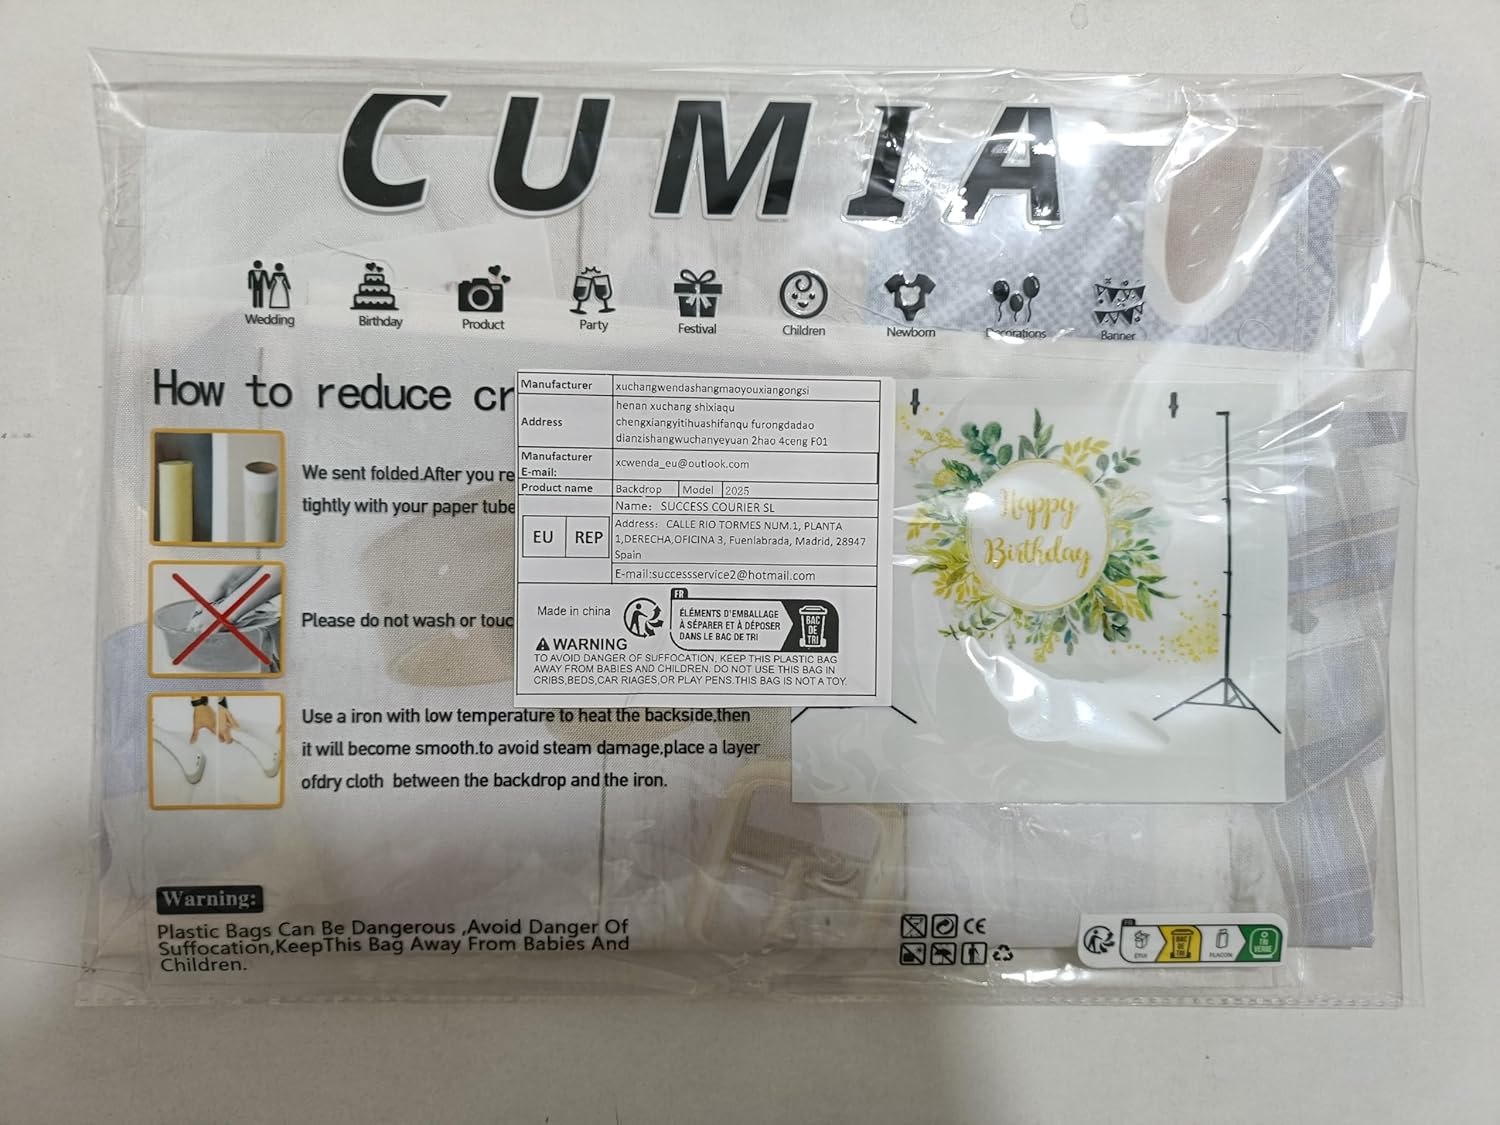 CUMIA
Wedding
Birthday
Product
Party
Festival
Children
Newborn
Decorations
Banner
How to reduce cr
We sent folded.After you re
tightly with your paper tube
Please do not wash or touc
Use a iron with low temperature to heat the backside,then
it will become smooth.to avoid steam damage,place a layer
ofdry cloth between the backdrop and the iron.
Manufacturer xuchangwendashangmaoyouxiangongsi
Address
henan xuchang shixiaqu
chengxiangyitihuashifanqu furongdadao
dianzishangwuchanyeyuan 2hao 4ceng F01
Manufacturer
E-mail:
xcwenda_eu@outlook.com
Product name Backdrop Model 2025
EU REP
Name: SUCCESS COURIER SL
Address: CALLE RIO TORMES NUM.1, PLANTA
1,DERECHA,OFICINA 3, Fuenlabrada, Madrid, 28947
Spain
E-mail:successservice2@hotmail.com
Made in china
FR
ÉLÉMENTS D'EMBALLAGE
À SÉPARER ET À DÉPOSER
DANS LE BAC DE TRI
BAC
DE
TRI
WARNING
TO AVOID DANGER OF SUFFOCATION, KEEP THIS PLASTIC BAG
AWAY FROM BABIES AND CHILDREN. DO NOT USE THIS BAG IN
CRIBS,BEDS,CAR RIAGES,OR PLAY PENS.THIS BAG IS NOT A TOY.
Happy
Birthday
Warning:
Plastic Bags Can Be Dangerous ,Avoid Danger Of
Suffocation,KeepThis Bag Away From Babies And
Children.
CE
FR
ÉTUI
BAC
DE
TRI
FLACON
TRI
VERRE